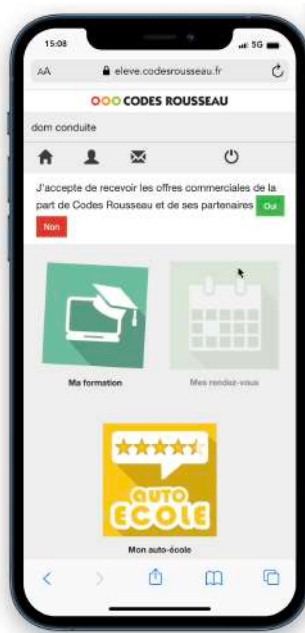 15:08
5G
AA
eleve.codesrousseau.fr
CODES ROUSSEAU
dom conduite
J'accepte de recevoir les offres commerciales de la
part de Codes Rousseau et de ses partenaires Oui
Non
Ma formation
Mes rendez-vous
AUTO
ECOLE
Mon auto-école